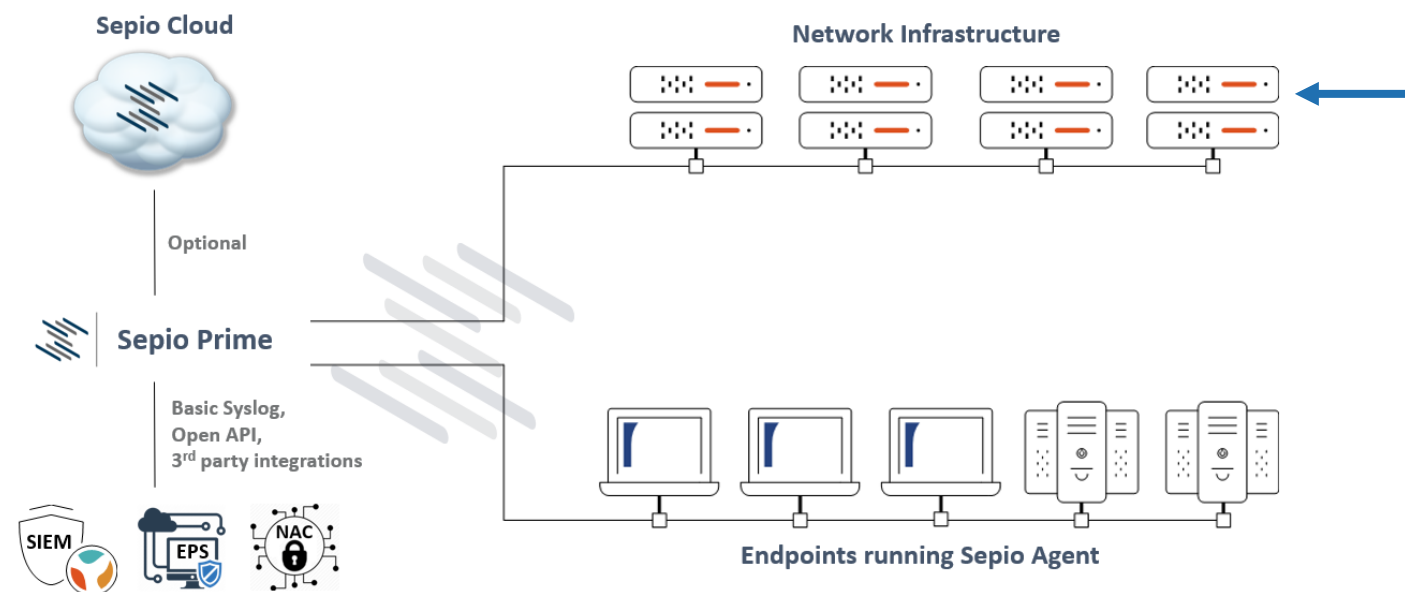 Sepio Cloud
Network Infrastructure
Optional
Sepio Prime
Basic Syslog,
Open API,
3rd party integrations
SIEM
EPS
NAC
Endpoints running Sepio Agent